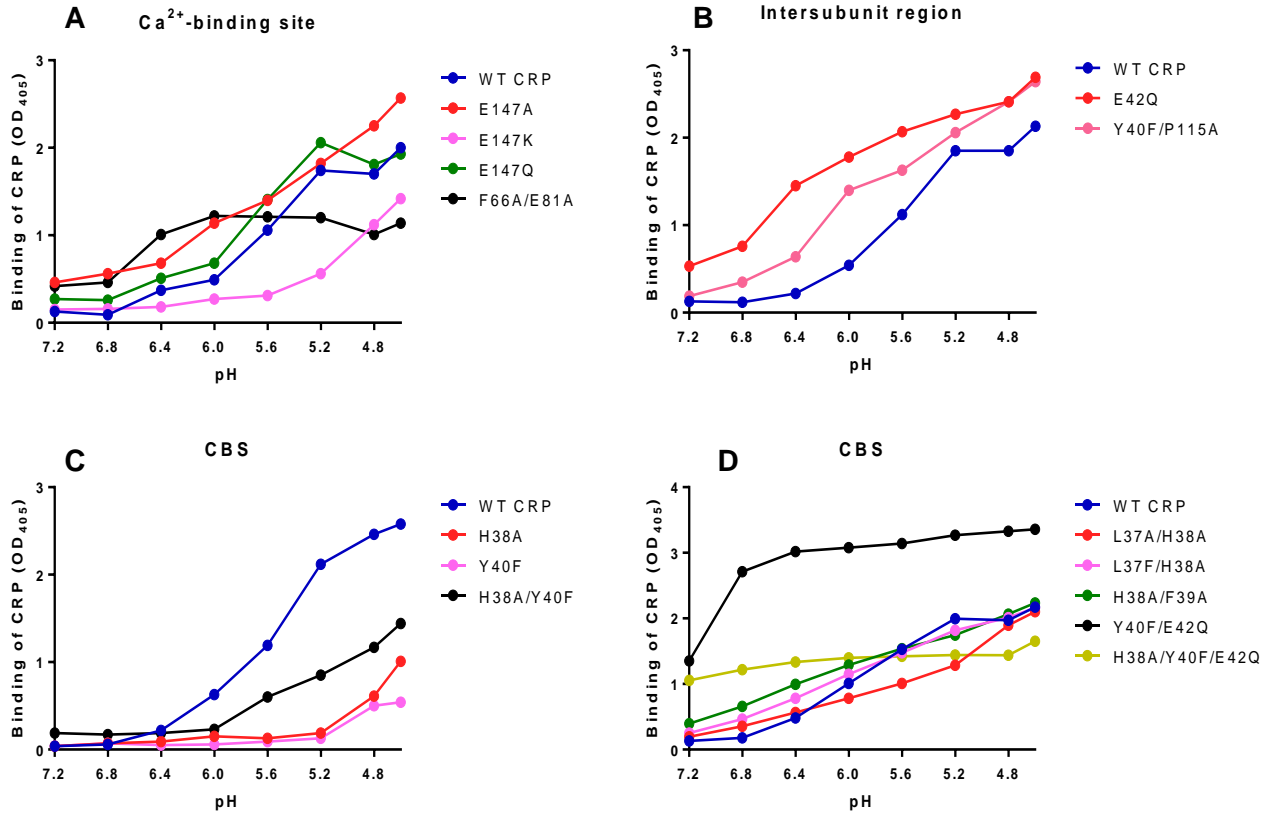 A
Ca²⁺-binding site
Binding of CRP (OD₄₀₅)
3
2
1
0
7.2 6.8 6.4 6.0 5.6 5.2 4.8
pH
WT CRP
E147A
E147K
E147Q
F66A/E81A
B
Intersubunit region
Binding of CRP (OD₄₀₅)
3
2
1
0
7.2 6.8 6.4 6.0 5.6 5.2 4.8
pH
WT CRP
E42Q
Y40F/P115A
C
CBS
Binding of CRP (OD₄₀₅)
3
2
1
0
7.2 6.8 6.4 6.0 5.6 5.2 4.8
pH
WT CRP
H38A
Y40F
H38A/Y40F
D
CBS
Binding of CRP (OD₄₀₅)
4
3
2
1
0
7.2 6.8 6.4 6.0 5.6 5.2 4.8
pH
WT CRP
L37A/H38A
L37F/H38A
H38A/F39A
Y40F/E42Q
H38A/Y40F/E42Q